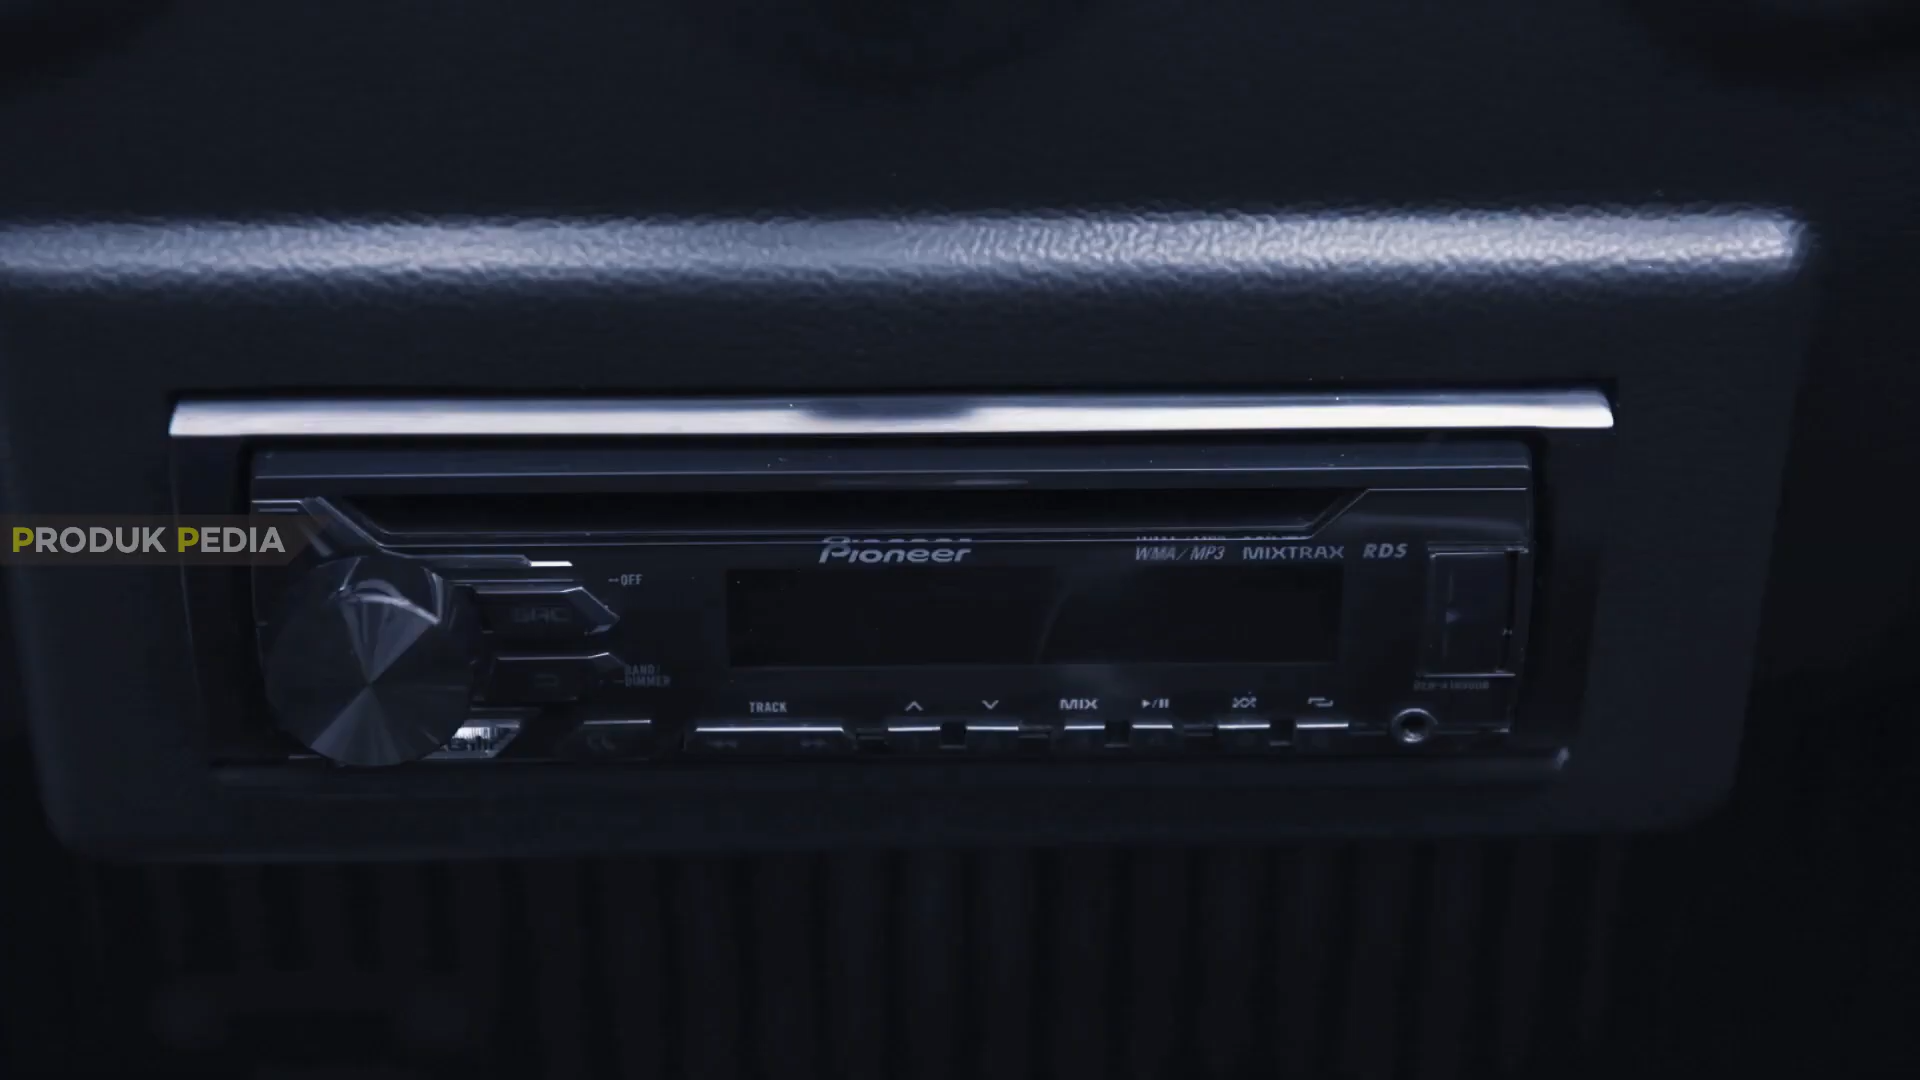 PRODUK PEDIA
Pioneer
WMA/MP3 MIXTRAX RDS
OFF
SRC
BAND/
DIMMER
TRACK
MIX